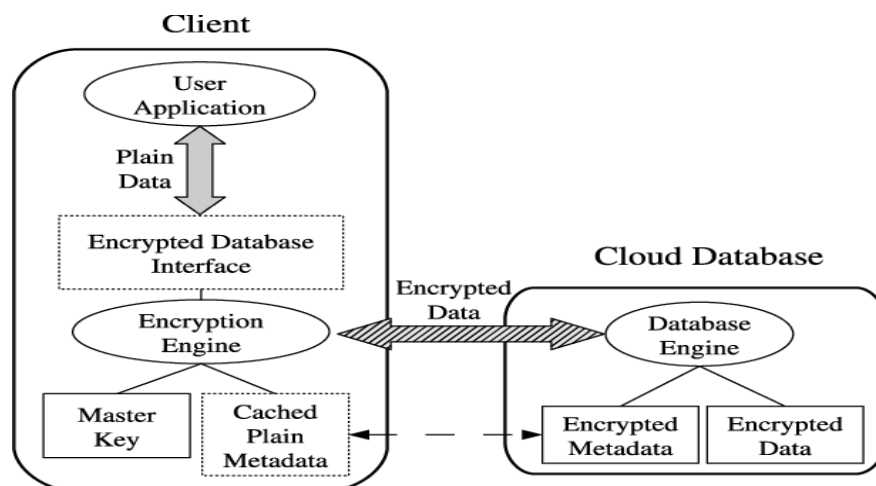 Client
User
Application
Plain
Data
Encrypted Database
Interface
Encryption
Engine
Master
Key
Cached
Plain
Metadata
Encrypted
Data
Cloud Database
Database
Engine
Encrypted
Metadata
Encrypted
Data